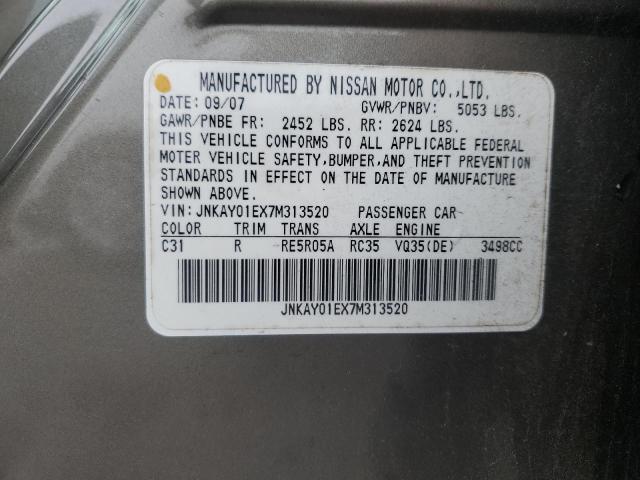 MANUFACTURED BY NISSAN MOTOR CO.,LTD.
DATE: 09/07 GVWR/PNBV: 5053 LBS.
GAWR/PNBE FR: 2452 LBS. RR: 2624 LBS.
THIS VEHICLE CONFORMS TO ALL APPLICABLE FEDERAL
MOTER VEHICLE SAFETY,BUMPER,AND THEFT PREVENTION
STANDARDS IN EFFECT ON THE DATE OF MANUFACTURE
SHOWN ABOVE.
VIN: JNKAY01EX7M313520 PASSENGER CAR
COLOR TRIM TRANS AXLE ENGINE
C31 R RE5R05A RC35 VQ35(DE) 3498CC
JNKAY01EX7M313520